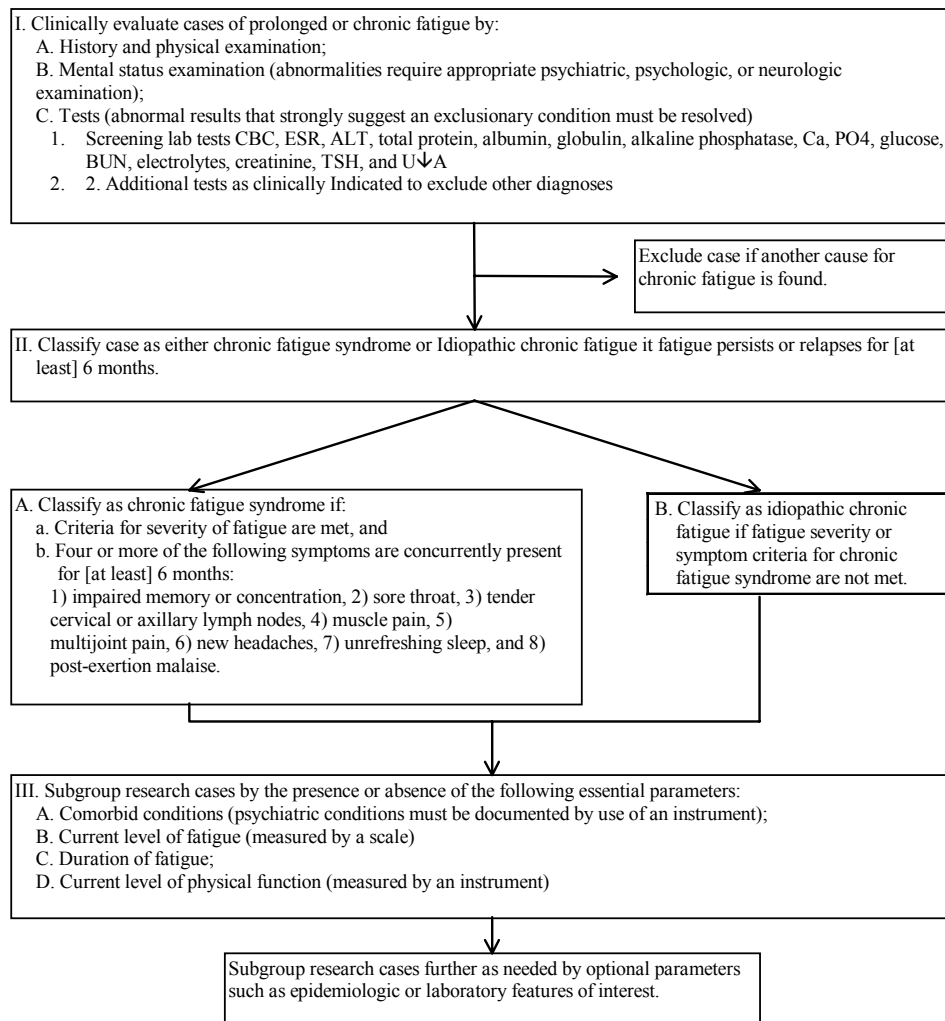 I. Clinically evaluate cases of prolonged or chronic fatigue by:
A. History and physical examination;
B. Mental status examination (abnormalities require appropriate psychiatric, psychologic, or neurologic
examination);
C. Tests (abnormal results that strongly suggest an exclusionary condition must be resolved)
1. Screening lab tests CBC, ESR, ALT, total protein, albumin, globulin, alkaline phosphatase, Ca, PO4, glucose,
BUN, electrolytes, creatinine, TSH, and U↓A
2. 2. Additional tests as clinically Indicated to exclude other diagnoses
Exclude case if another cause for
chronic fatigue is found.
II. Classify case as either chronic fatigue syndrome or Idiopathic chronic fatigue it fatigue persists or relapses for [at
least] 6 months.
A. Classify as chronic fatigue syndrome if:
a. Criteria for severity of fatigue are met, and
b. Four or more of the following symptoms are concurrently present
for [at least] 6 months:
1) impaired memory or concentration, 2) sore throat, 3) tender
cervical or axillary lymph nodes, 4) muscle pain, 5)
multijoint pain, 6) new headaches, 7) unrefreshing sleep, and 8)
post-exertion malaise.
B. Classify as idiopathic chronic
fatigue if fatigue severity or
symptom criteria for chronic
fatigue syndrome are not met.
III. Subgroup research cases by the presence or absence of the following essential parameters:
A. Comorbid conditions (psychiatric conditions must be documented by use of an instrument);
B. Current level of fatigue (measured by a scale)
C. Duration of fatigue;
D. Current level of physical function (measured by an instrument)
Subgroup research cases further as needed by optional parameters
such as epidemiologic or laboratory features of interest.